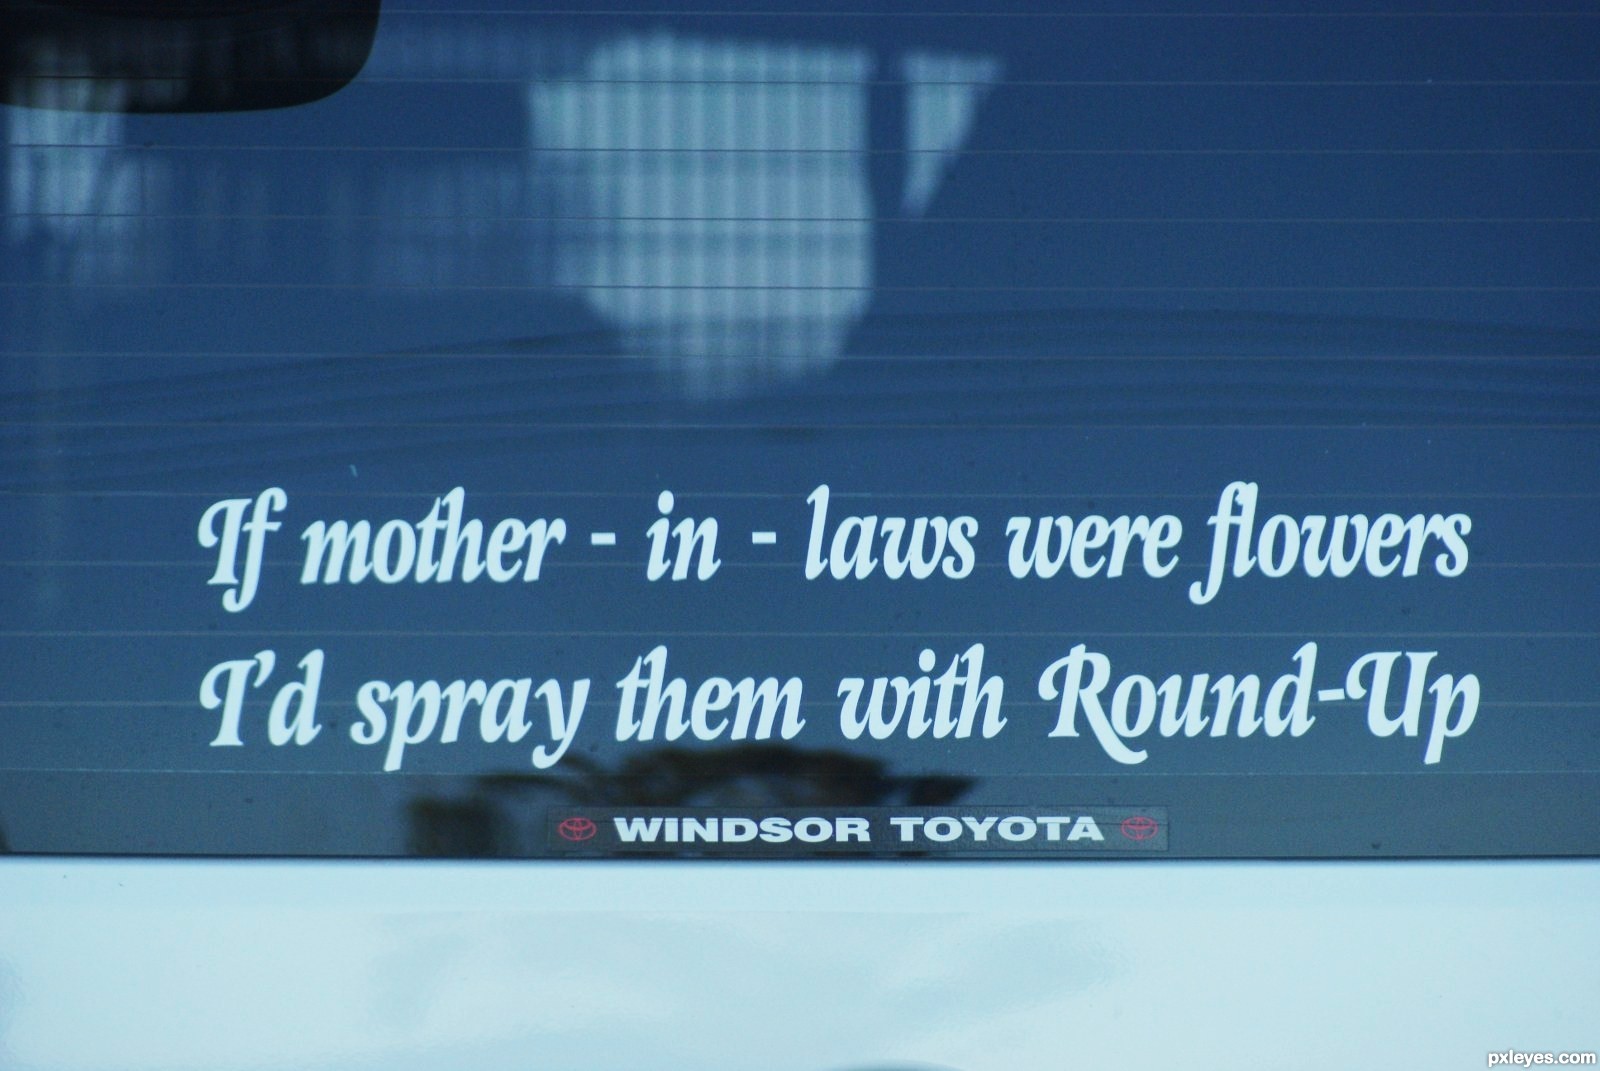 If mother - in - laws were flowers
I'd spray them with Round-Up
WINDSOR TOYOTA
pxleyes.com